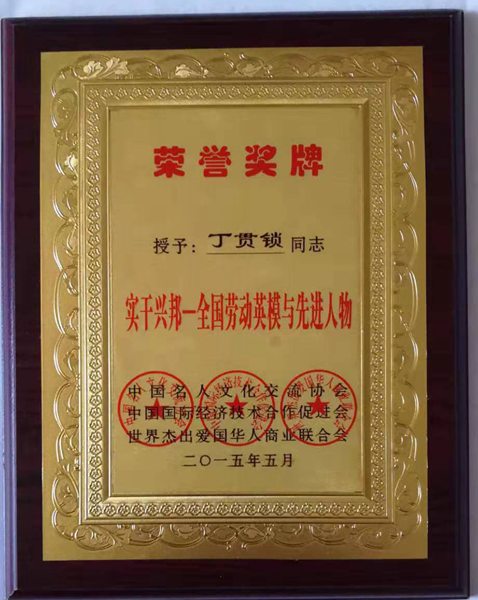 荣誉奖牌
授予：丁贯锁同志
实干兴邦—全国劳动英模与先进人物
中国名人文化交流协会
中国国际经济技术合作促进会
世界杰出爱国华人商业联合会
二〇一五年五月